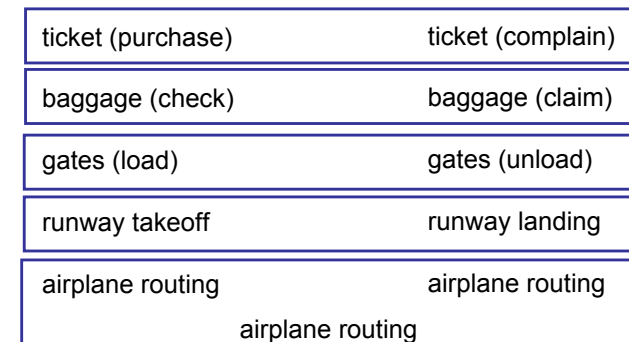 ticket (purchase) ticket (complain)
baggage (check) baggage (claim)
gates (load) gates (unload)
runway takeoff runway landing
airplane routing airplane routing
airplane routing